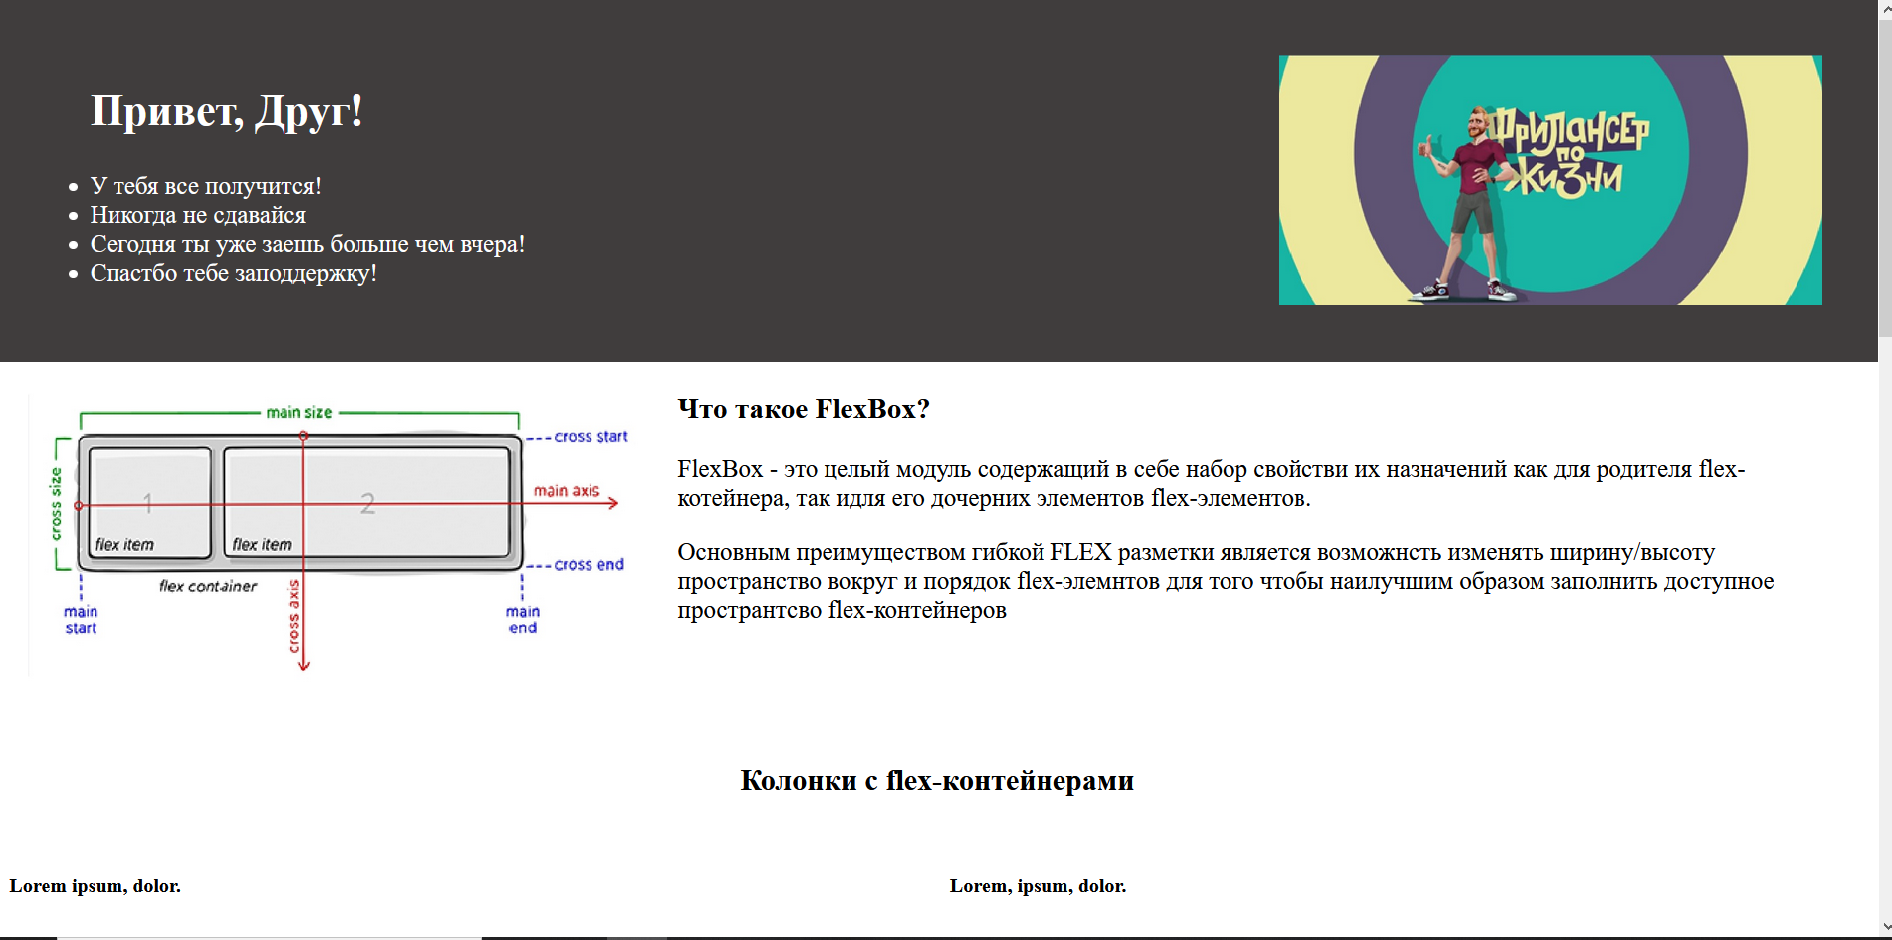 Привет, Друг!
У тебя все получится!
Никогда не сдавайся
Сегодня ты уже заешь больше чем вчера!
Спастбо тебе заподдержку!
ФРИЛАНСЕР
ПО
ЖИЗНИ
main size
cross start
cross size
main axis
1
2
flex item
flex item
cross end
flex container
cross axis
main
start
main
end
Что такое FlexBox?
FlexBox - это целый модуль содержащий в себе набор свойстви их назначений как для родителя flex-
котейнера, так идля его дочерних элементов flex-элементов.
Основным преимуществом гибкой FLEX разметки является возможнсть изменять ширину/высоту
пространство вокруг и порядок flex-элемнтов для того чтобы наилучшим образом заполнить доступное
прострaнтсво flex-контейнеров
Колонки с flex-контейнерами
Lorem ipsum, dolor.
Lorem, ipsum, dolor.